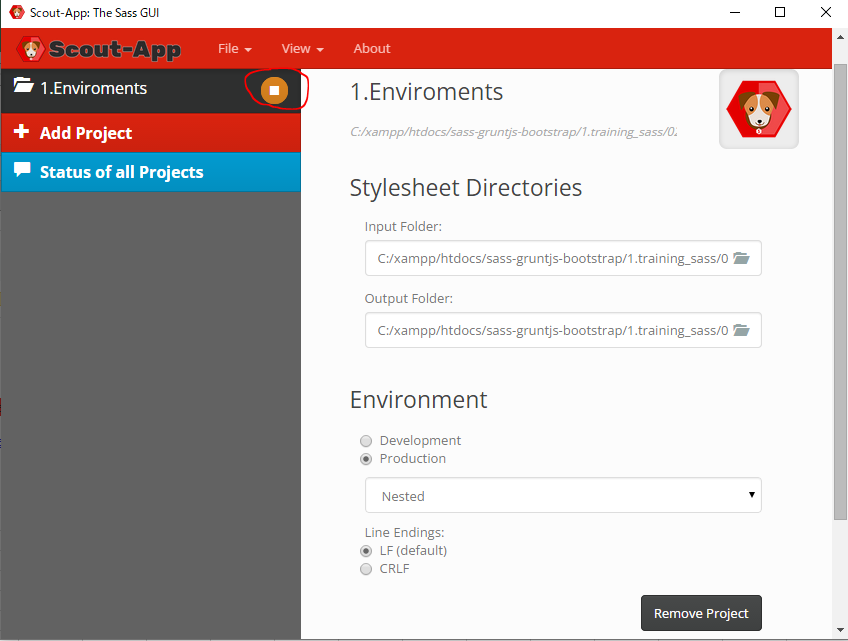 Scout-App: The Sass GUI
Scout-App File View About
1.Enviroments
Add Project
Status of all Projects
1.Enviroments
C:/xampp/htdocs/sass-gruntjs-bootstrap/1.training_sass/02
Stylesheet Directories
Input Folder:
C:/xampp/htdocs/sass-gruntjs-bootstrap/1.training_sass/0
Output Folder:
C:/xampp/htdocs/sass-gruntjs-bootstrap/1.training_sass/0
Environment
Development
Production
Nested
Line Endings:
LF (default)
CRLF
Remove Project